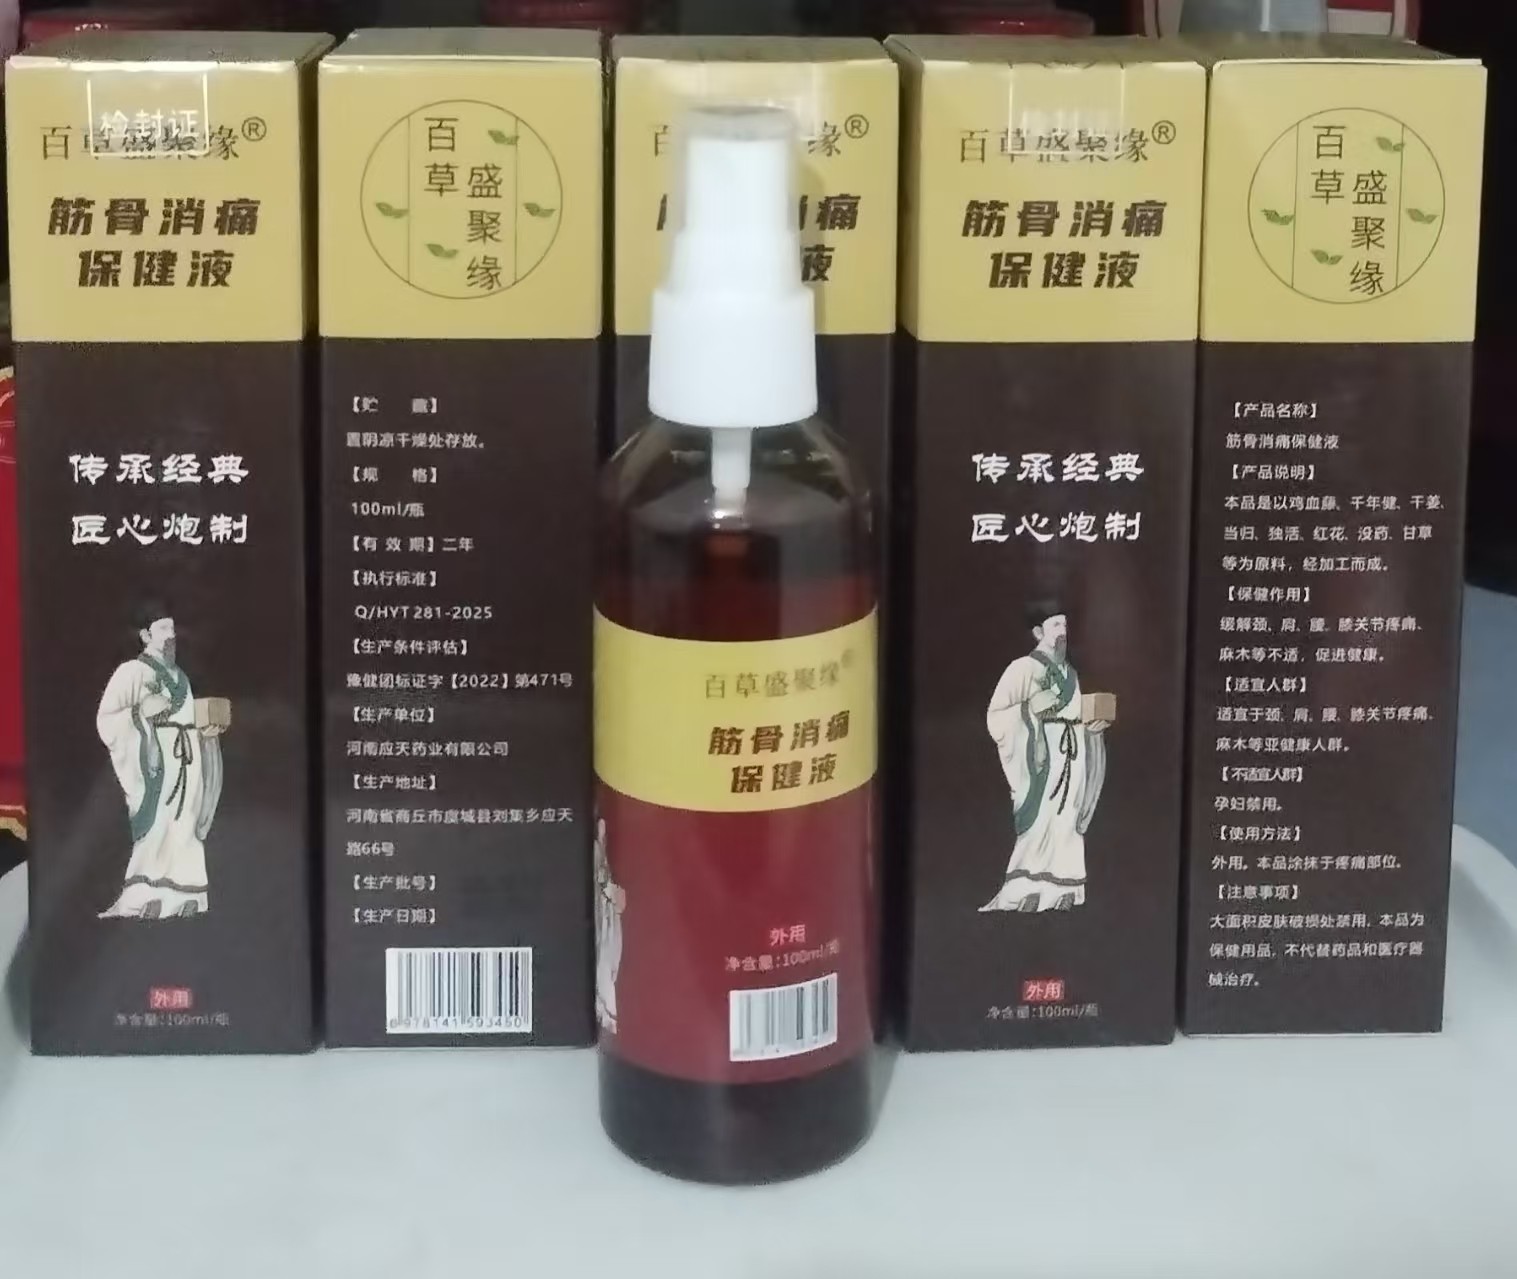 检封证
百草盛聚缘®
筋骨消痛
保健液
传承经典
匠心炮制
外用
净含量:100ml/瓶
百草
盛聚缘
【贮 藏】
置阴凉干燥处存放。
【规 格】
100ml/瓶
【有 效 期】二年
【执行标准】
Q/HYT 281-2025
【生产条件评估】
豫健团标证字【2022】第471号
【生产单位】
河南应天药业有限公司
【生产地址】
河南省商丘市虞城县刘集乡应天
路66号
【生产批号】
【生产日期】
6 978141 593450
缘®
痛
液
百草盛聚缘®
筋骨消痛
保健液
外用
净含量:100ml/瓶
百草盛聚缘®
筋骨消痛
保健液
传承经典
匠心炮制
外用
净含量:100ml/瓶
百草
盛聚缘
【产品名称】
筋骨消痛保健液
【产品说明】
本品是以鸡血藤、千年健、干姜、
当归、独活、红花、没药、甘草
等为原料，经加工而成。
【保健作用】
缓解颈、肩、腰、膝关节疼痛、
麻木等不适，促进健康。
【适宜人群】
适宜于颈、肩、腰、膝关节疼痛、
麻木等亚健康人群。
【不适宜人群】
孕妇禁用。
【使用方法】
外用。本品涂抹于疼痛部位。
【注意事项】
大面积皮肤破损处禁用，本品为
保健用品，不代替药品和医疗器
械治疗。